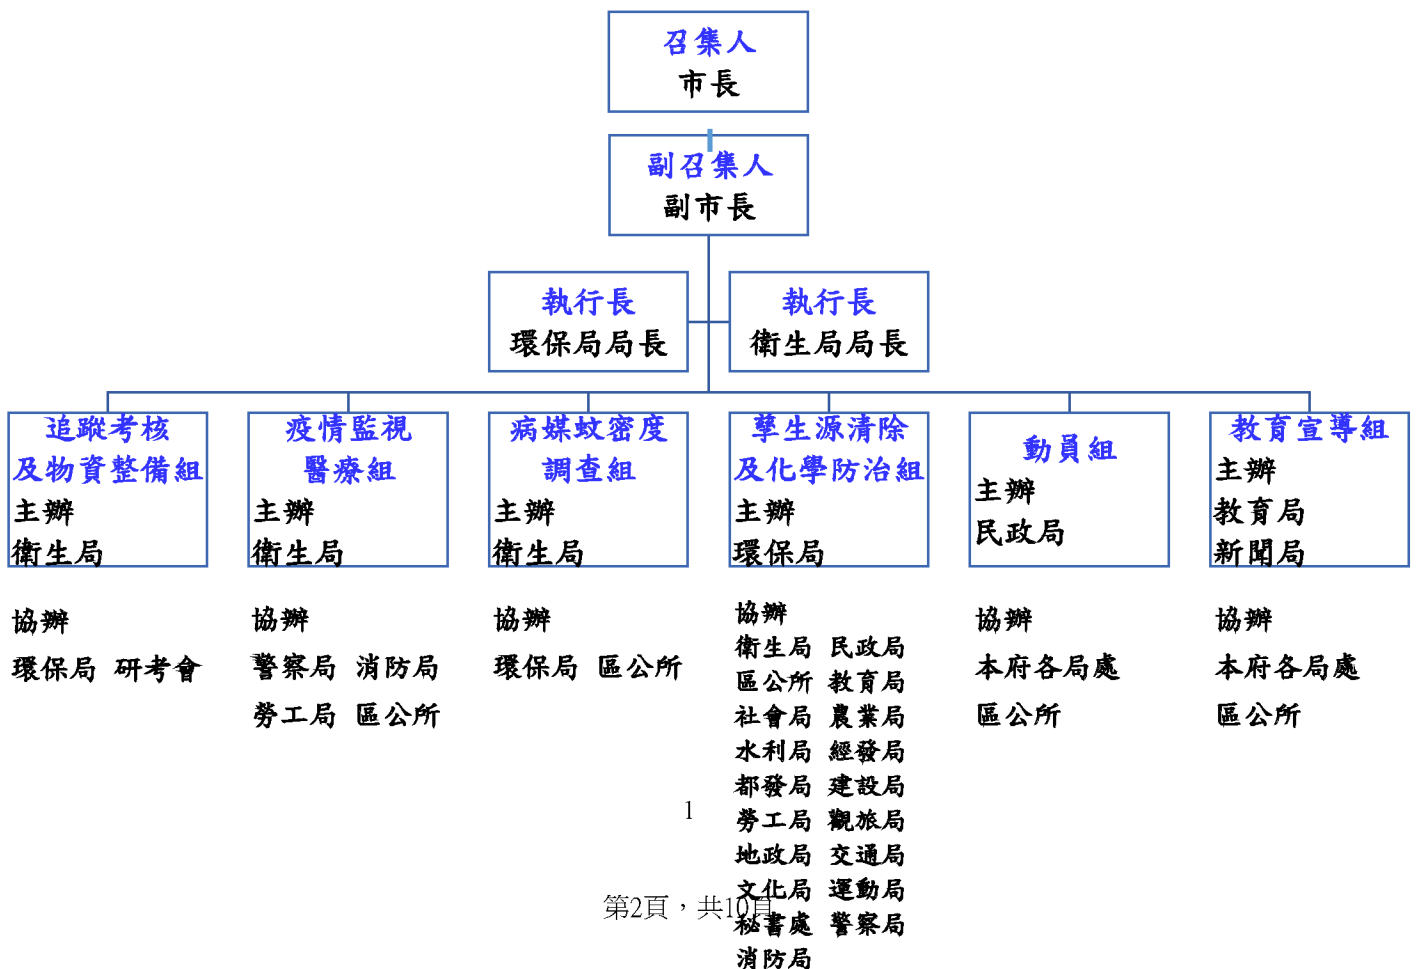 召集人
市長
副召集人
副市長
執行長
環保局局長
執行長
衛生局局長
追蹤考核
及物資整備組
主辦
衛生局
疫情監視
醫療組
主辦
衛生局
病媒蚊密度
調查組
主辦
衛生局
孳生源清除
及化學防治組
主辦
環保局
動員組
主辦
民政局
教育宣導組
主辦
教育局
新聞局
協辦
環保局 研考會
協辦
警察局 消防局
勞工局 區公所
協辦
環保局 區公所
協辦
衛生局 民政局
區公所 教育局
社會局 農業局
水利局 經發局
都發局 建設局
勞工局 觀旅局
地政局 交通局
文化局 運動局
秘書處 警察局
消防局
協辦
本府各局處
區公所
協辦
本府各局處
區公所
1
第2頁，共10頁